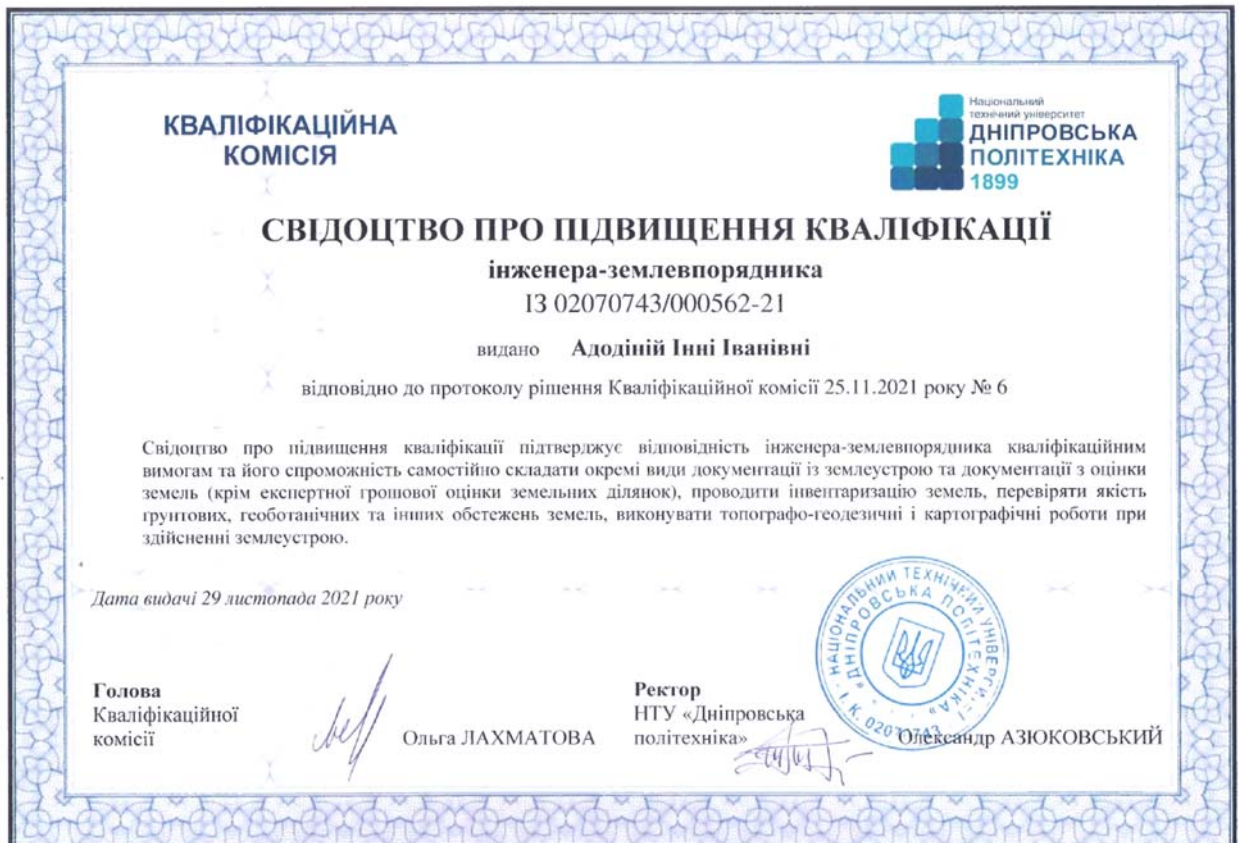 КВАЛІФІКАЦІЙНА
КОМІСІЯ
Національний
технічний університет
ДНІПРОВСЬКА
ПОЛІТЕХНІКА
1899
СВІДОЦТВО ПРО ПІДВИЩЕННЯ КВАЛІФІКАЦІЇ
інженера-землевпорядника
ІЗ 02070743/000562-21
видано Адодіній Інні Іванівні
відповідно до протоколу рішення Кваліфікаційної комісії 25.11.2021 року № 6
Свідоцтво про підвищення кваліфікації підтверджує відповідність інженера-землевпорядника кваліфікаційним
вимогам та його спроможність самостійно складати окремі види документації із землеустрою та документації з оцінки
земель (крім експертної грошової оцінки земельних ділянок), проводити інвентаризацію земель, перевіряти якість
ґрунтових, геоботанічних та інших обстежень земель, виконувати топографо-геодезичні і картографічні роботи при
здійсненні землеустрою.
Дата видачі 29 листопада 2021 року
НАЦІОНАЛЬНИЙ ТЕХНІЧНИЙ УНІВЕРСИТЕТ
"ДНІПРОВСЬКА ПОЛІТЕХНІКА"
І. К. 02070743
Голова
Кваліфікаційної
комісії
Ольга ЛАХМАТОВА
Ректор
НТУ «Дніпровська
політехніка»
Олександр АЗЮКОВСЬКИЙ